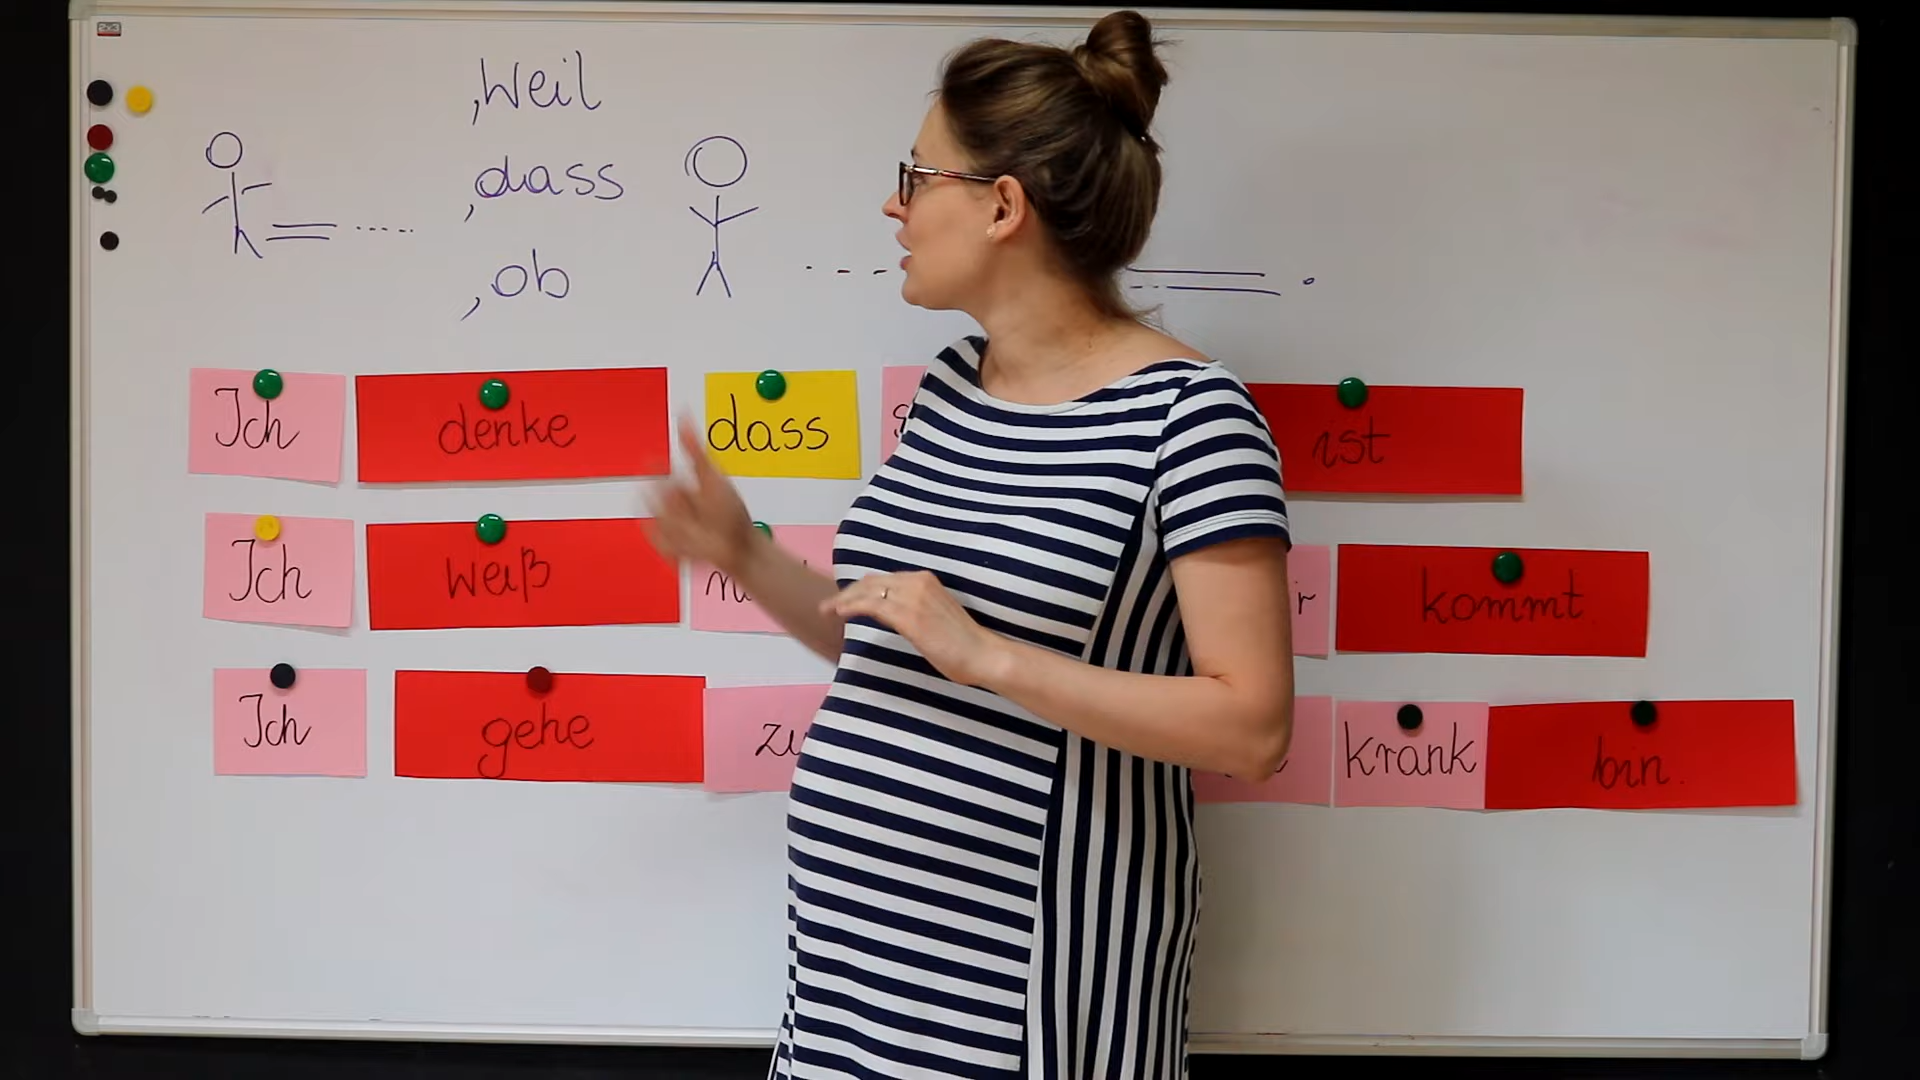 ,weil
,dass
,ob
Ich denke dass ist
Ich weiß kommt.
Ich gehe krank bin.